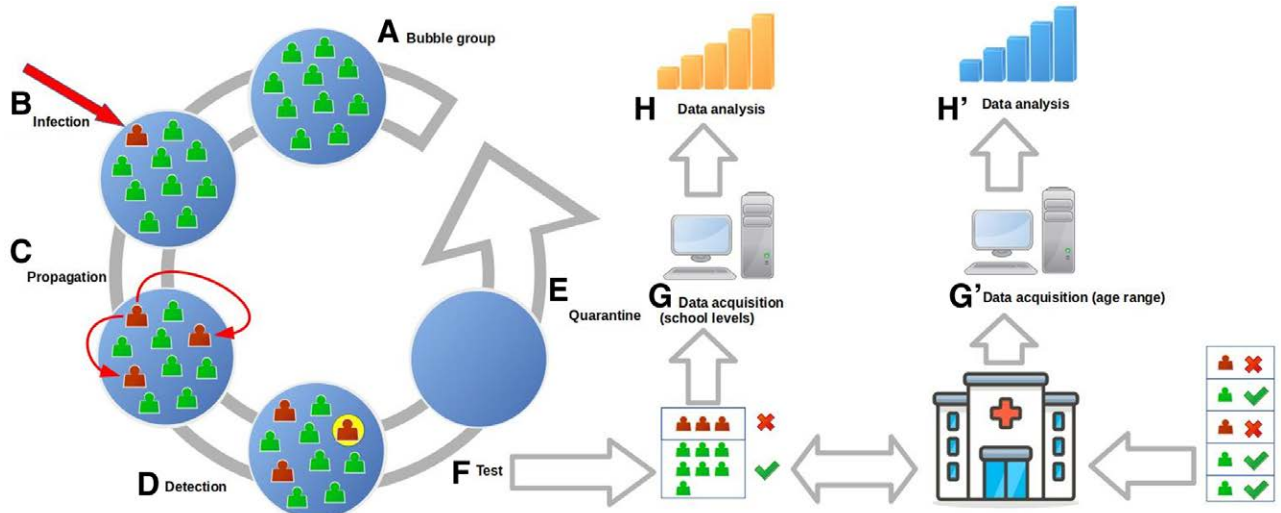 A Bubble group
B Infection
C Propagation
D Detection
E Quarantine
F Test
G Data acquisition
(school levels)
H Data analysis
G' Data acquisition (age range)
H' Data analysis